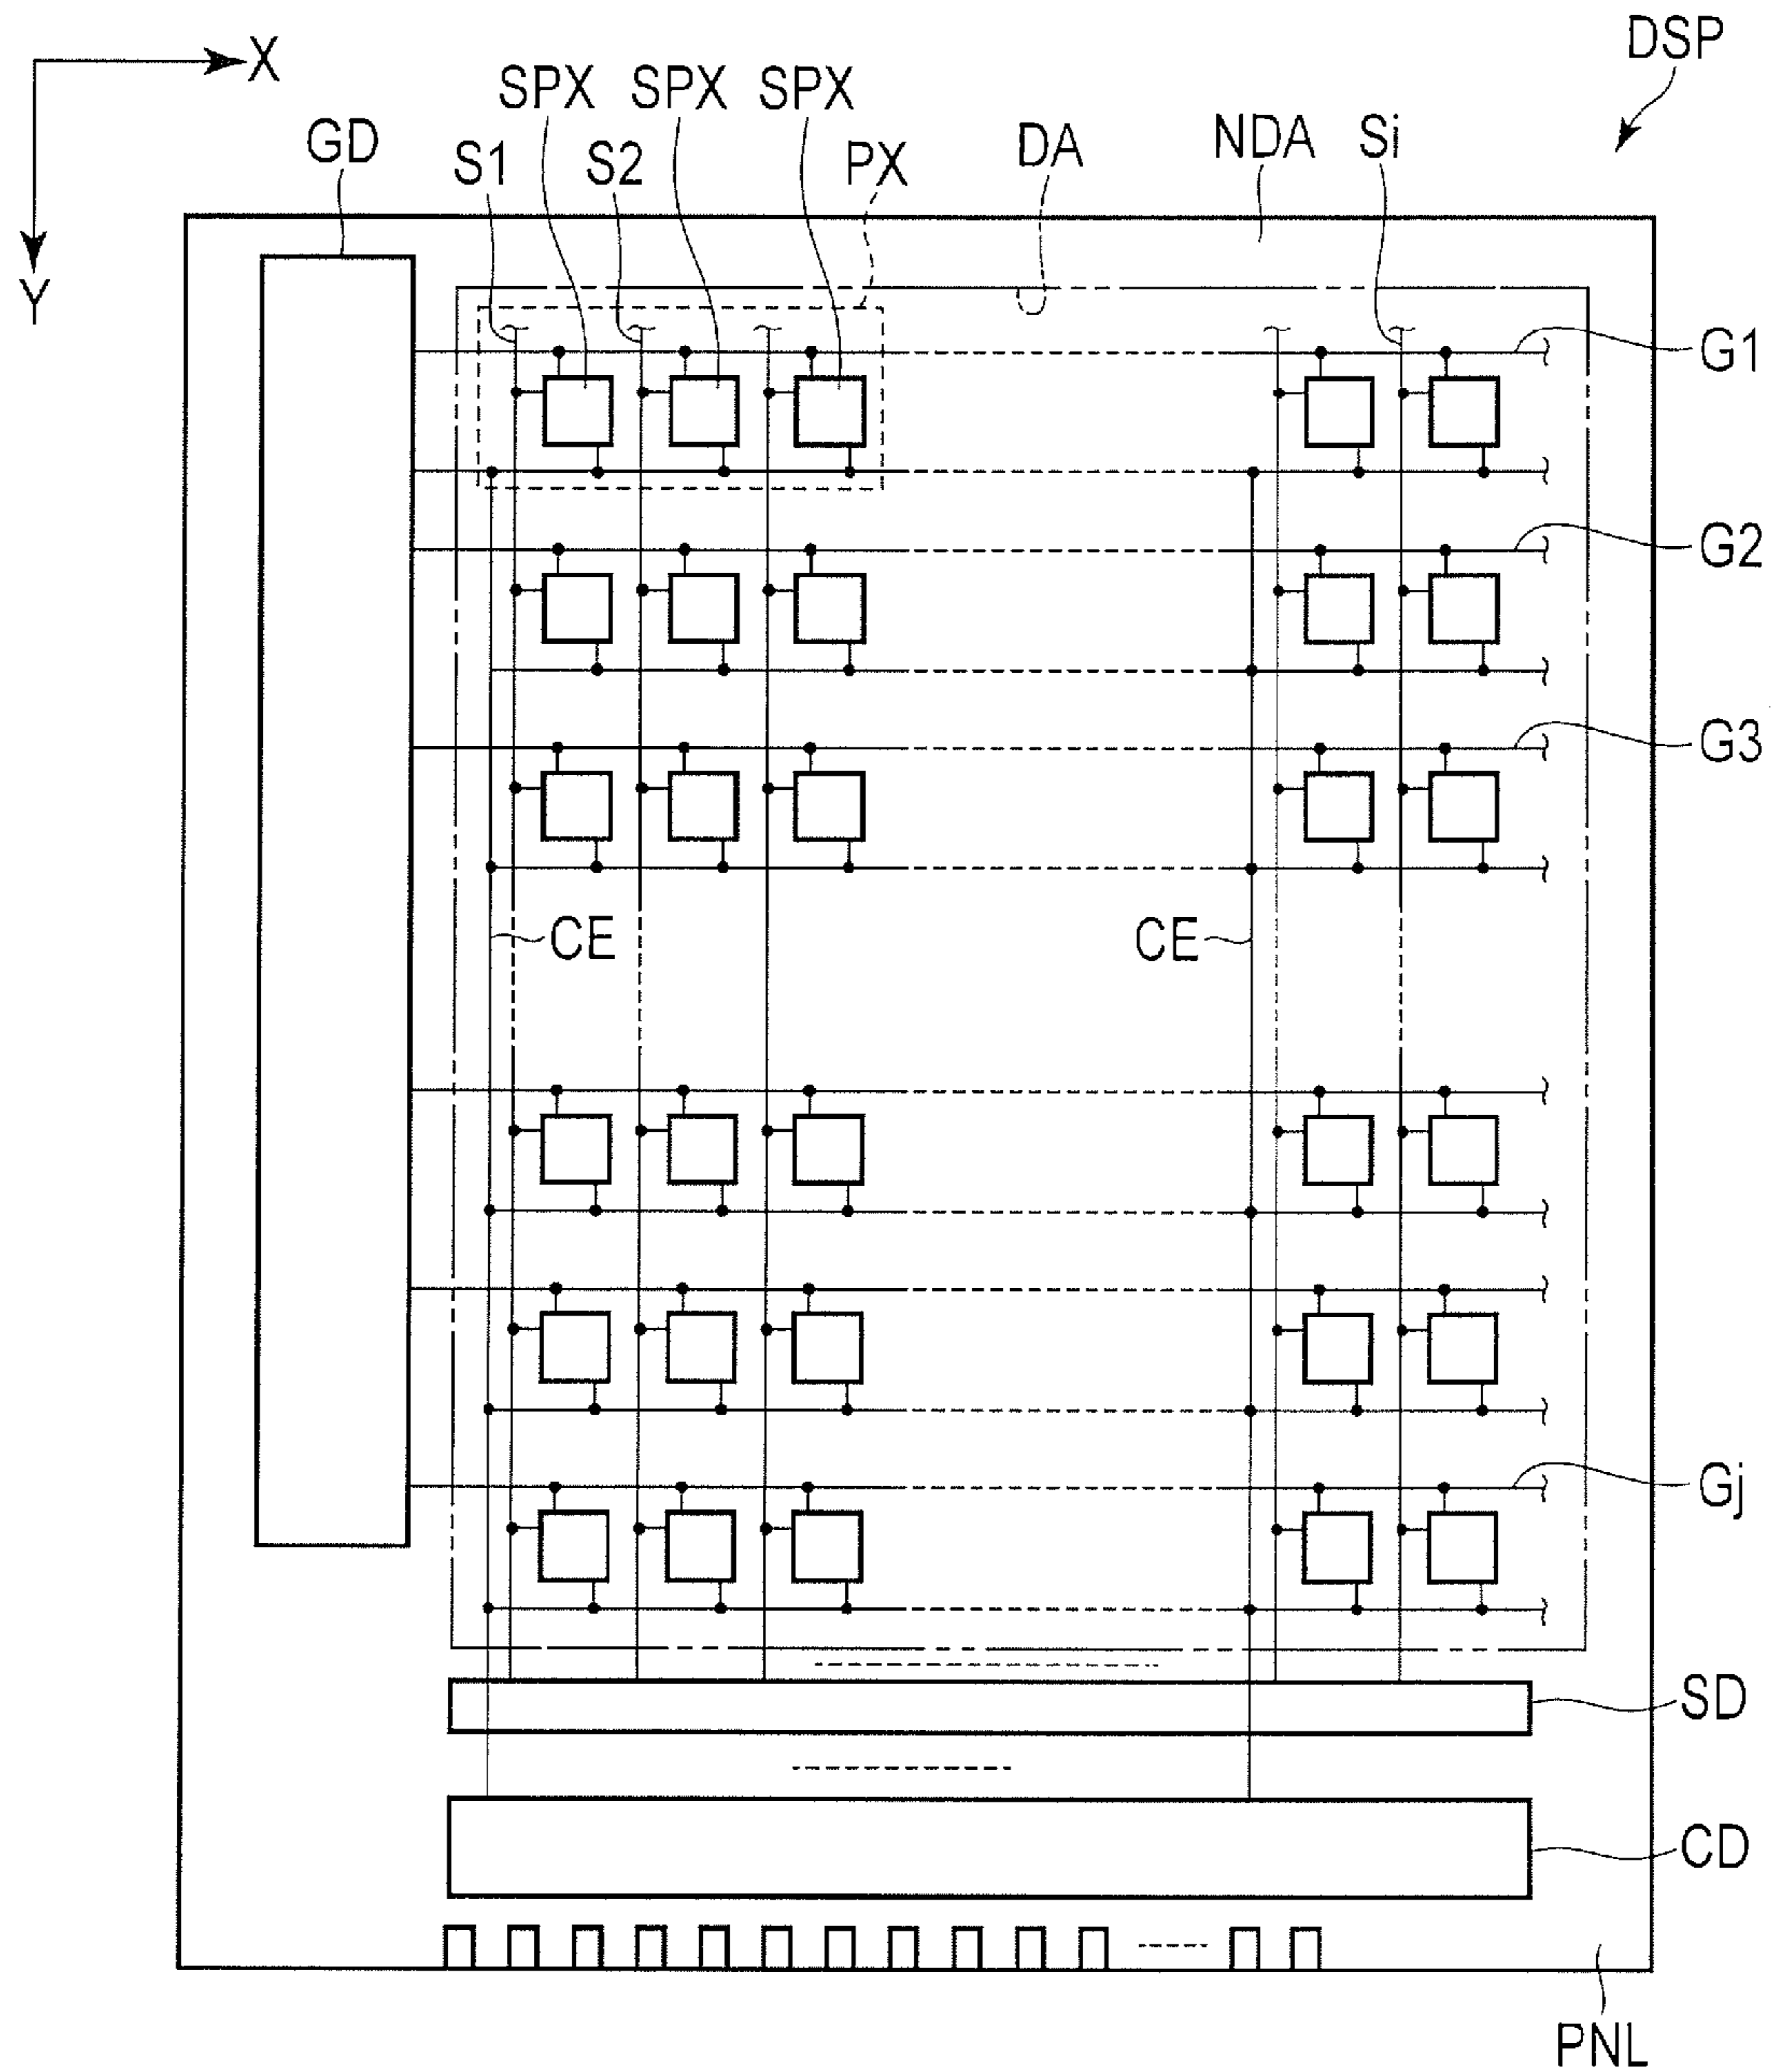 DSP
X
SPX SPX SPX
GD S1 S2 PX DA NDA Si
Y
G1
G2
G3
CE CE
Gj
SD
CD
PNL